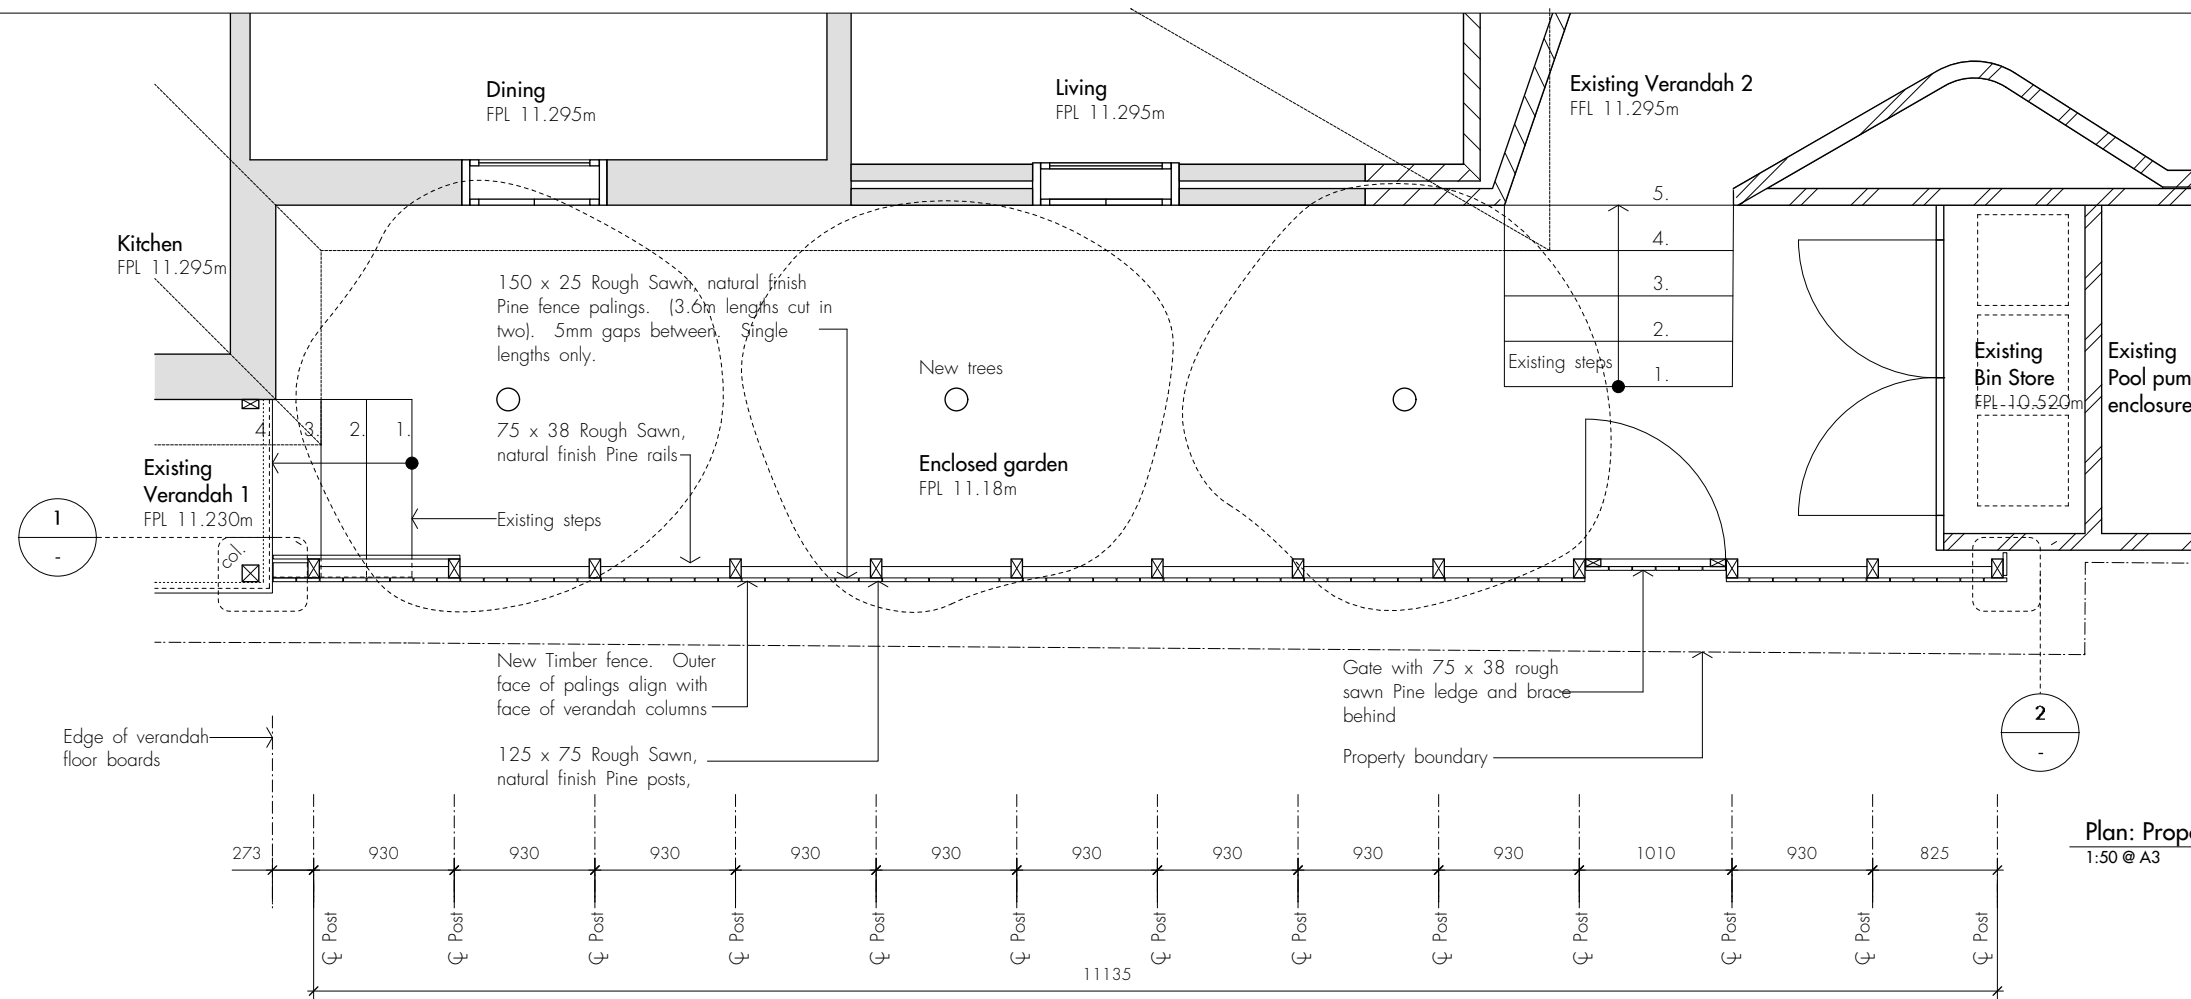 Dining
FPL 11.295m
Living
FPL 11.295m
Existing Verandah 2
FFL 11.295m
Kitchen
FPL 11.295m
150 x 25 Rough Sawn, natural finish
Pine fence palings. (3.6m lengths cut in
two). 5mm gaps between. Single
lengths only.
New trees
5.
4.
3.
2.
1.
Existing steps
Existing
Bin Store
FPL 10.520m
Existing
Pool pum
enclosure
4.
3.
2.
1.
75 x 38 Rough Sawn,
natural finish Pine rails
Enclosed garden
FPL 11.18m
Existing
Verandah 1
FPL 11.230m
Existing steps
1
-
col.
New Timber fence. Outer
face of palings align with
face of verandah columns
125 x 75 Rough Sawn,
natural finish Pine posts,
Gate with 75 x 38 rough
sawn Pine ledge and brace
behind
Property boundary
2
-
Edge of verandah
floor boards
Plan: Prop
1:50 @ A3
273 930 930 930 930 930 930 930 930 930 1010 930 825
℄ Post ℄ Post ℄ Post ℄ Post ℄ Post ℄ Post ℄ Post ℄ Post ℄ Post ℄ Post ℄ Post ℄ Post ℄ Post
11135